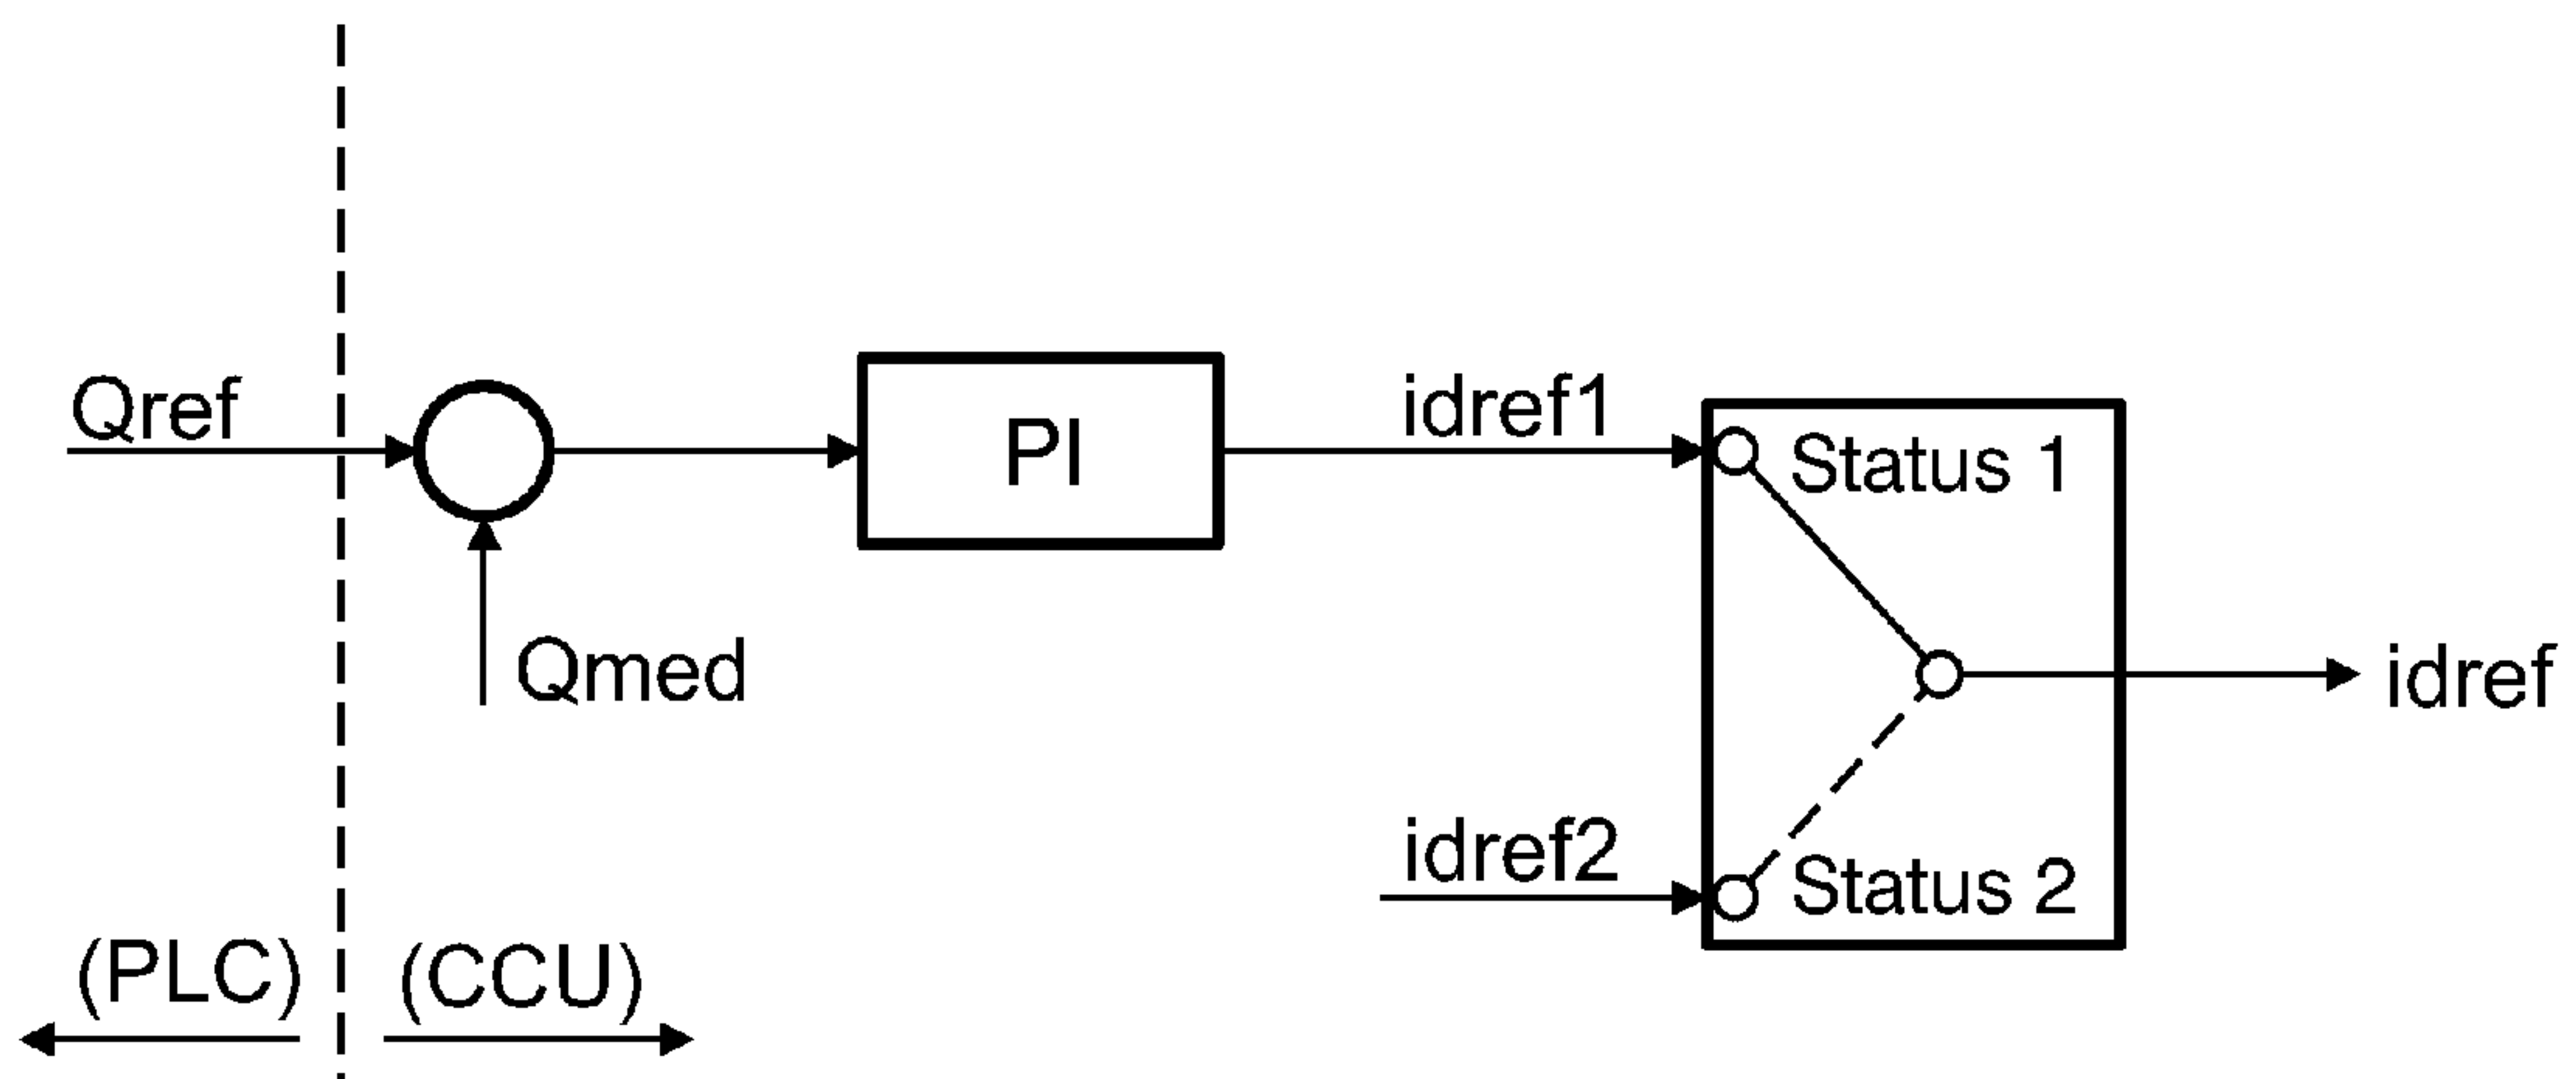 Qref
PI
idref1
Status 1
Qmed
idref
idref2
Status 2
(PLC)
(CCU)